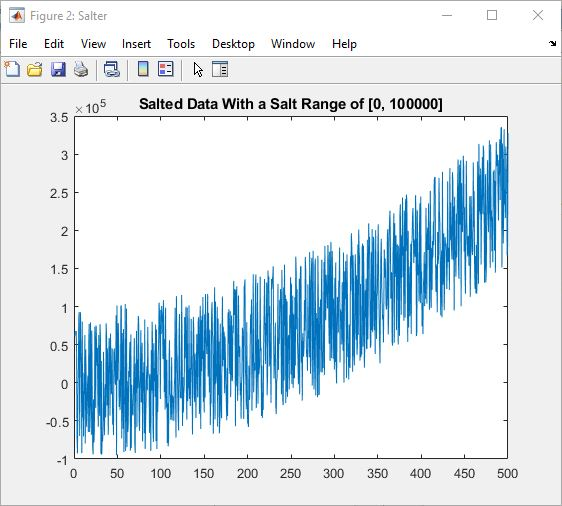 Figure 2: Salter
File Edit View Insert Tools Desktop Window Help
Salted Data With a Salt Range of [0, 100000]
×10⁵
3.5
3
2.5
2
1.5
1
0.5
0
-0.5
-1
0 50 100 150 200 250 300 350 400 450 500